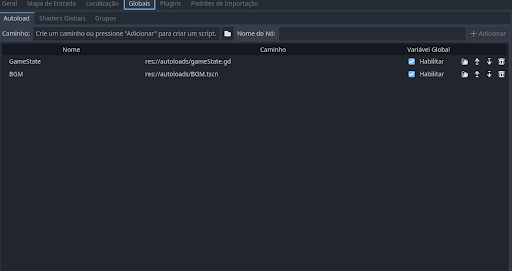 Geral Mapa de Entrada Localização Globais Plugins Padrões de Importação
Autoload Shaders Globais Grupos
Caminho: Crie um caminho ou pressione "Adicionar" para criar um script. Nome do Nó: Adicionar
Nome Caminho Variável Global
GameState res://autoloads/gameState.gd Habilitar
BGM res://autoloads/BGM.tscn Habilitar